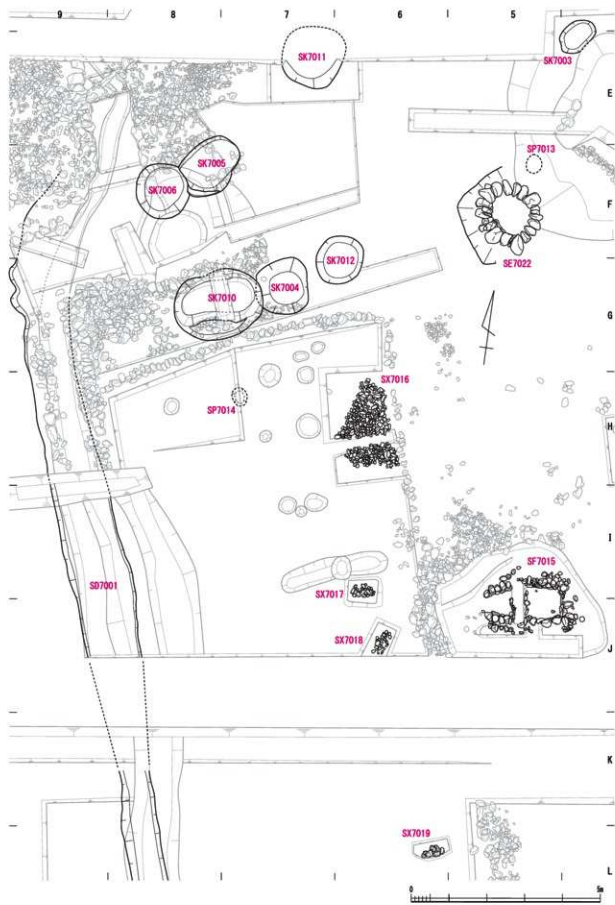 9 8 7 6 5
SK7011
SK7003
E
SK7005
SP7013
SK7006
F
SE7022
SK7012
SK7010
SK7004
G
SX7016
SP7014
H
I
SF7015
SD7001
SX7017
SX7018
J
K
SX7019
L
0 5m